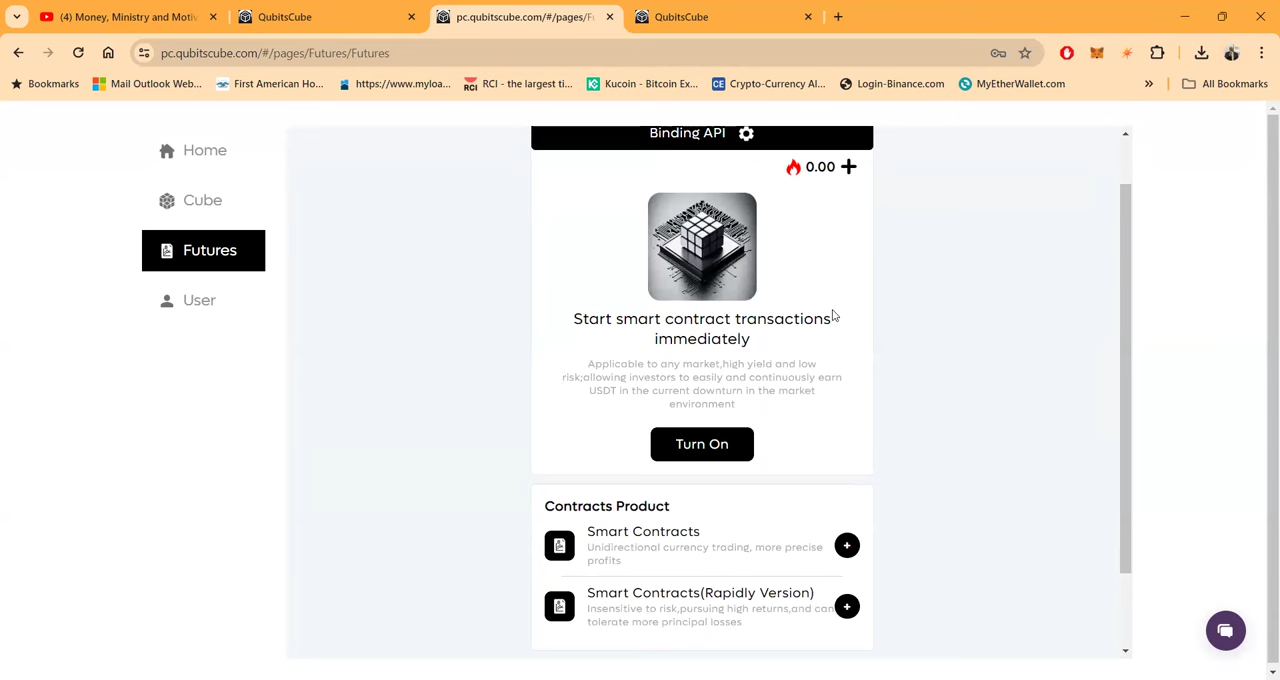 (4) Money, Ministry and Motiv
QubitsCube
pc.qubitscube.com/#/pages/F
QubitsCube
pc.qubitscube.com/#/pages/Futures/Futures
Bookmarks
Mail Outlook Web...
First American Ho...
https://www.myloa...
RCI
RCI - the largest ti...
Kucoin - Bitcoin Ex...
CE
Crypto-Currency Al...
Login-Binance.com
MyEtherWallet.com
»
All Bookmarks
Home
Cube
Futures
User
Binding API
0.00
Start smart contract transactions
immediately
Applicable to any market,high yield and low
risk;allowing investors to easily and continuously earn
USDT in the current downturn in the market
environment
Turn On
Contracts Product
Smart Contracts
Unidirectional currency trading, more precise
profits
Smart Contracts(Rapidly Version)
Insensitive to risk,pursuing high returns,and can
tolerate more principal losses